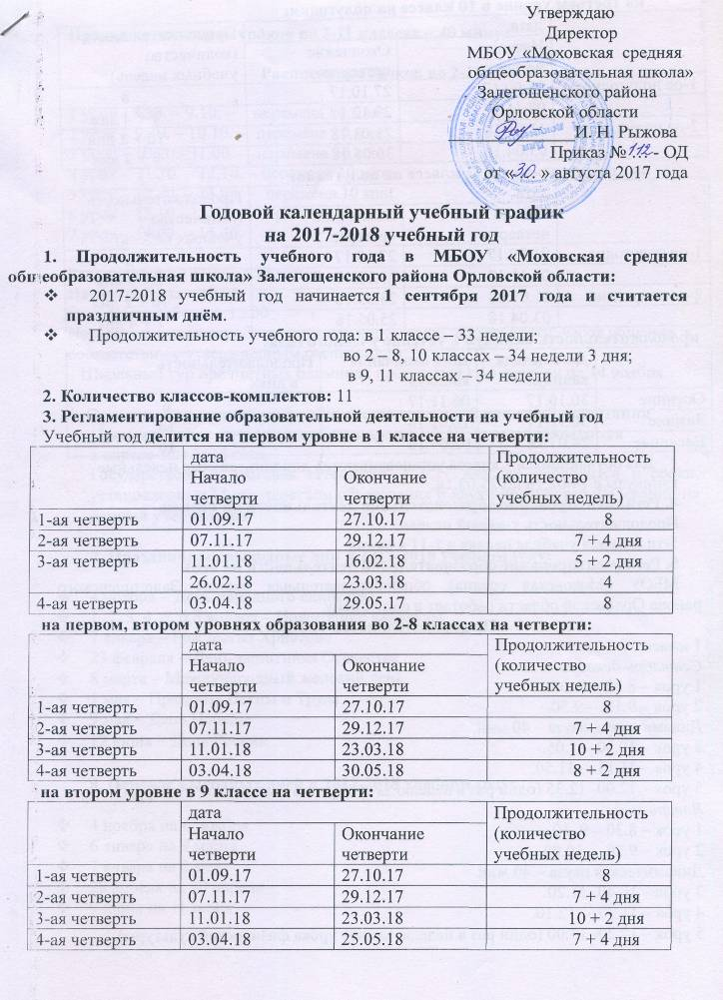 Утверждаю
Директор
МБОУ «Моховская средняя
общеобразовательная школа»
Залегощенского района
Орловской области
И. Н. Рыжова
Приказ №112- ОД
от «30» августа 2017 года
Годовой календарный учебный график
на 2017-2018 учебный год
1. Продолжительность учебного года в МБОУ «Моховская средняя
общеобразовательная школа» Залегощенского района Орловской области:
❖ 2017-2018 учебный год начинается 1 сентября 2017 года и считается
праздничным днём.
❖ Продолжительность учебного года: в 1 классе – 33 недели;
во 2 – 8, 10 классах – 34 недели 3 дня;
в 9, 11 классах - 34 недели
2. Количество классов-комплектов: 11
3. Регламентирование образовательной деятельности на учебный год
Учебный год делится на первом уровне в 1 классе на четверти:
дата Продолжительность
Начало Окончание (количество
четверти четверти учебных недель)
1-ая четверть 01.09.17 27.10.17 8
2-ая четверть 07.11.17 29.12.17 7 + 4 дня
3-ая четверть 11.01.18 16.02.18 5 + 2 дня
26.02.18 23.03.18 4
4-ая четверть 03.04.18 29.05.17 8
на первом, втором уровнях образования во 2-8 классах на четверти:
дата Продолжительность
Начало Окончание (количество
четверти четверти учебных недель)
1-ая четверть 01.09.17 27.10.17 8
2-ая четверть 07.11.17 29.12.17 7 + 4 дня
3-ая четверть 11.01.18 23.03.18 10 + 2 дня
4-ая четверть 03.04.18 30.05.18 8 + 2 дня
на втором уровне в 9 классе на четверти:
дата Продолжительность
Начало Окончание (количество
четверти четверти учебных недель)
1-ая четверть 01.09.17 27.10.17 8
2-ая четверть 07.11.17 29.12.17 7 + 4 дня
3-ая четверть 11.01.18 23.03.18 10 + 2 дня
4-ая четверть 03.04.18 25.05.18 7 + 4 дня